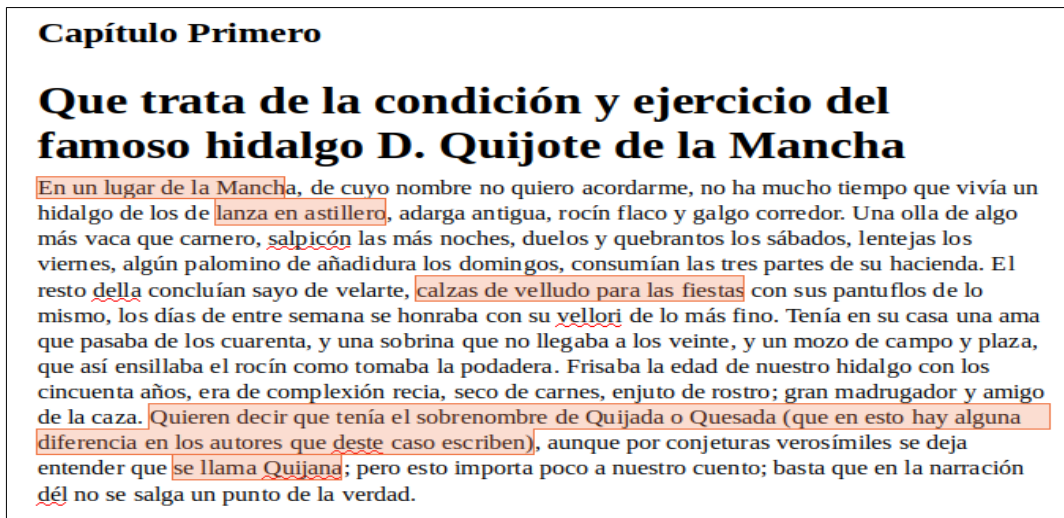 Capítulo Primero
Que trata de la condición y ejercicio del
famoso hidalgo D. Quijote de la Mancha
En un lugar de la Mancha, de cuyo nombre no quiero acordarme, no ha mucho tiempo que vivía un
hidalgo de los de lanza en astillero, adarga antigua, rocín flaco y galgo corredor. Una olla de algo
más vaca que carnero, salpicón las más noches, duelos y quebrantos los sábados, lentejas los
viernes, algún palomino de añadidura los domingos, consumían las tres partes de su hacienda. El
resto della concluían sayo de velarte, calzas de velludo para las fiestas con sus pantuflos de lo
mismo, los días de entre semana se honraba con su vellori de lo más fino. Tenía en su casa una ama
que pasaba de los cuarenta, y una sobrina que no llegaba a los veinte, y un mozo de campo y plaza,
que así ensillaba el rocín como tomaba la podadera. Frisaba la edad de nuestro hidalgo con los
cincuenta años, era de complexión recia, seco de carnes, enjuto de rostro; gran madrugador y amigo
de la caza. Quieren decir que tenía el sobrenombre de Quijada o Quesada (que en esto hay alguna
diferencia en los autores que deste caso escriben), aunque por conjeturas verosímiles se deja
entender que se llama Quijana; pero esto importa poco a nuestro cuento; basta que en la narración
dél no se salga un punto de la verdad.